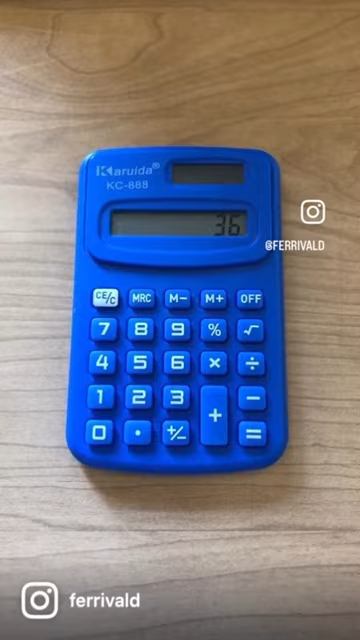 Karuida®
KC-888
36
@FERRIVALD
CE/C MRC M− M+ OFF
7 8 9 % √
4 5 6 × ÷
1 2 3 + −
0 · +/− =
ferrivald